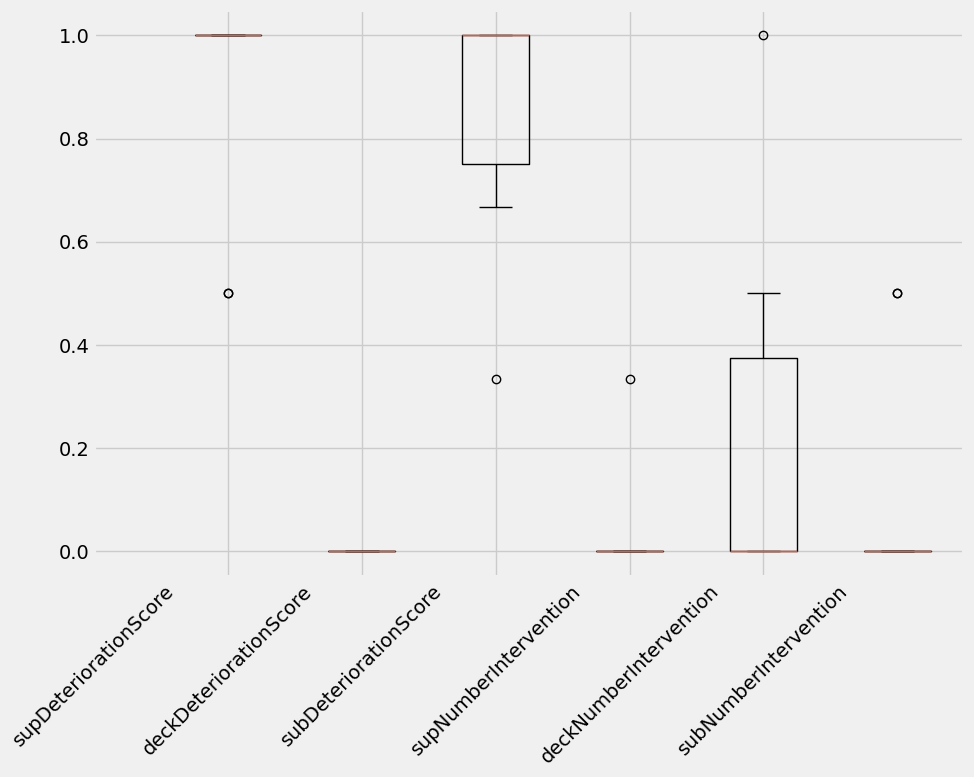 1.0
0.8
0.6
0.4
0.2
0.0
supDeteriorationScore
deckDeteriorationScore
subDeteriorationScore
supNumberIntervention
deckNumberIntervention
subNumberIntervention